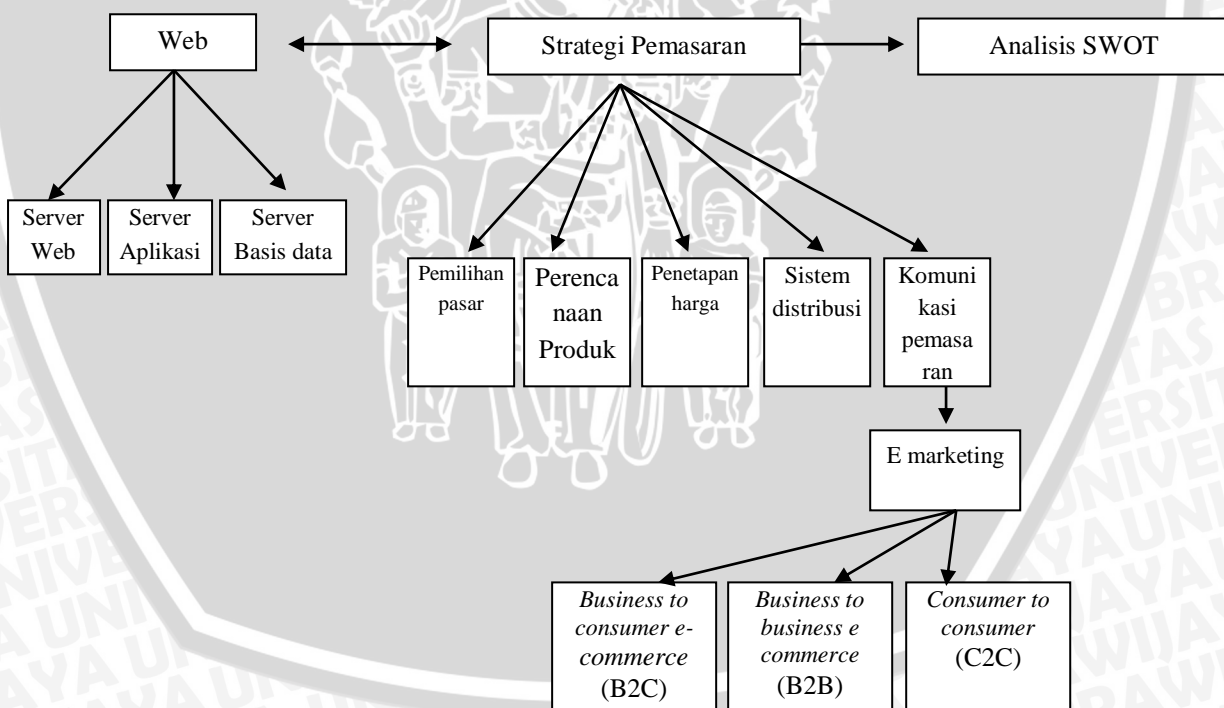 Web
Strategi Pemasaran
Analisis SWOT
Server
Web
Server
Aplikasi
Server
Basis data
Pemilihan
pasar
Perenca
naan
Produk
Penetapan
harga
Sistem
distribusi
Komuni
kasi
pemasa
ran
E marketing
Business to
consumer e-
commerce
(B2C)
Business to
business e
commerce
(B2B)
Consumer to
consumer
(C2C)